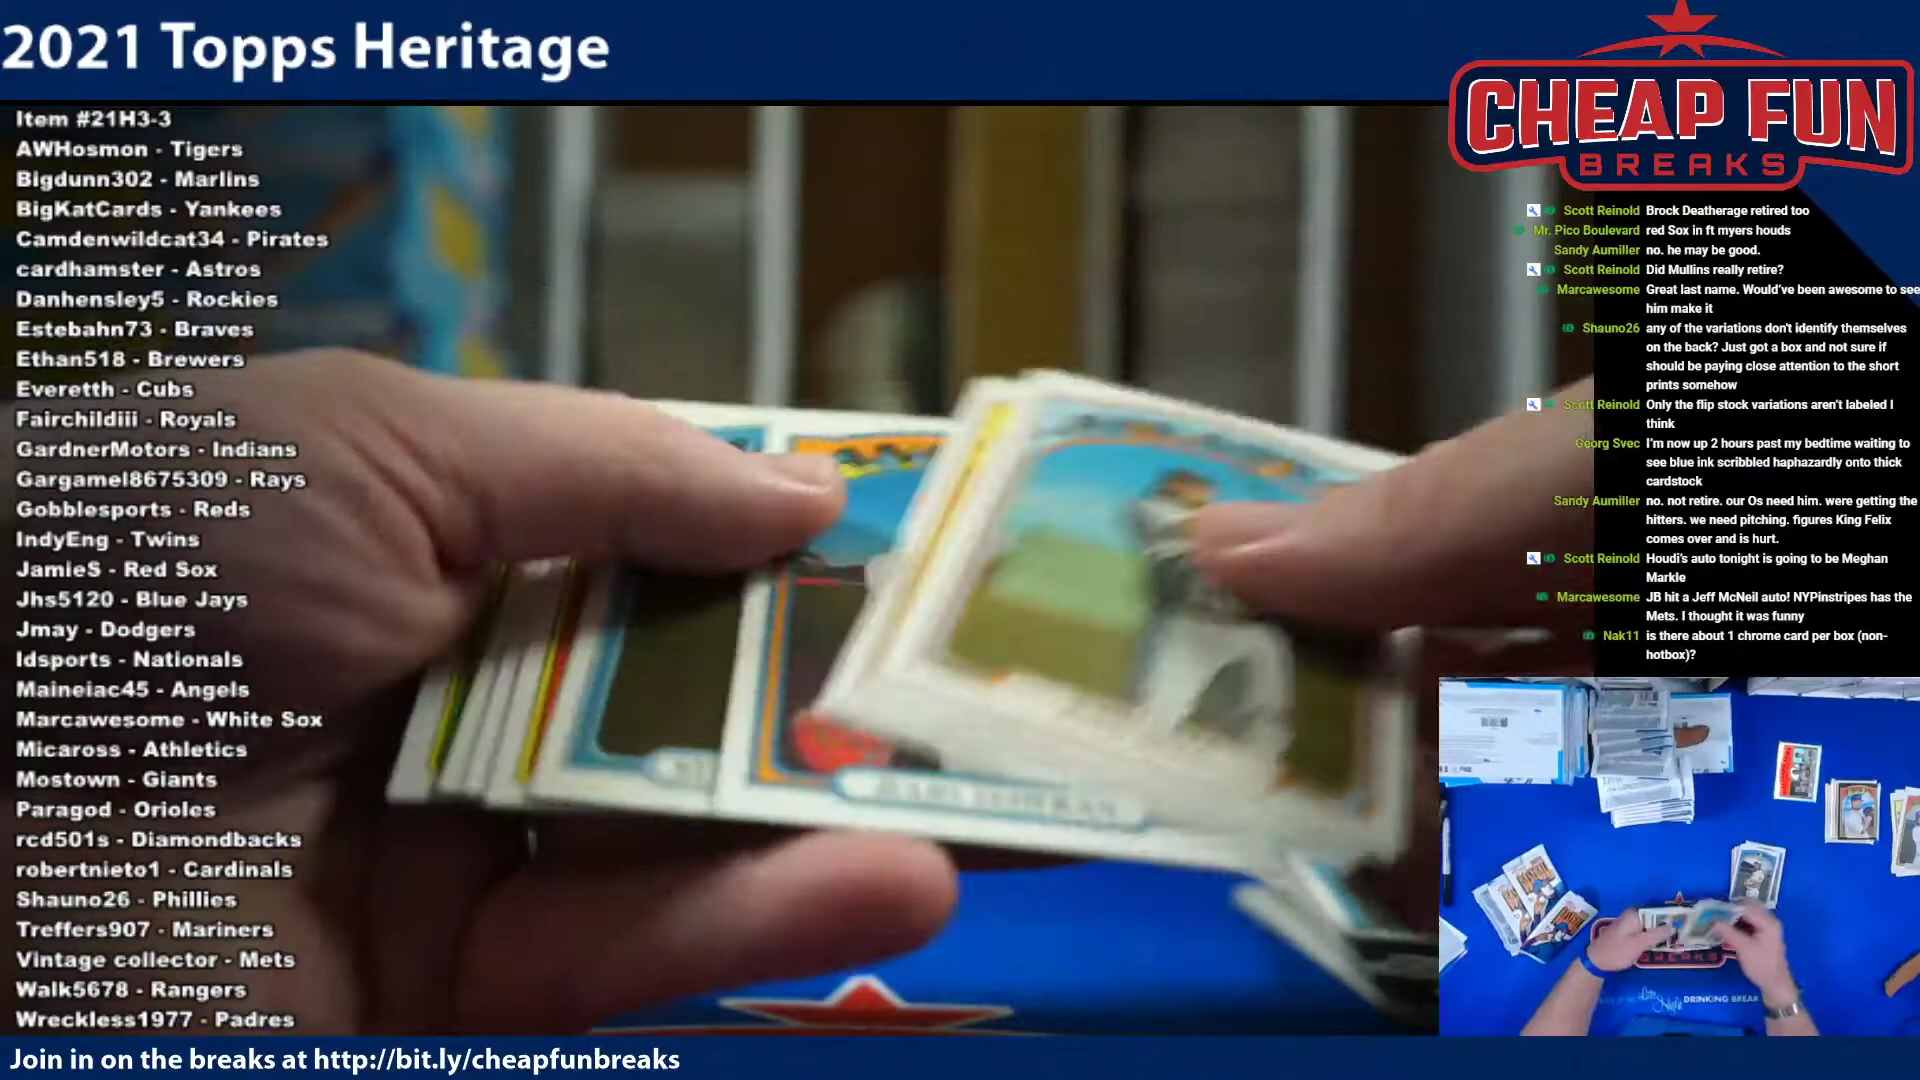 2021 Topps Heritage
CHEAP FUN
BREAKS
Item #21H3-3
AWHosmon - Tigers
Bigdunn302 - Marlins
BigKatCards - Yankees
Camdenwildcat34 - Pirates
cardhamster - Astros
Danhensley5 - Rockies
Estebahn73 - Braves
Ethan518 - Brewers
Everetth - Cubs
Fairchildiii - Royals
GardnerMotors - Indians
Gargamel8675309 - Rays
Gobblesports - Reds
IndyEng - Twins
JamieS - Red Sox
Jhs5120 - Blue Jays
Jmay - Dodgers
Idsports - Nationals
Maineiac45 - Angels
Marcawesome - White Sox
Micaross - Athletics
Mostown - Giants
Paragod - Orioles
rcd501s - Diamondbacks
robertnieto1 - Cardinals
Shauno26 - Phillies
Treffers907 - Mariners
Vintage collector - Mets
Walk5678 - Rangers
Wreckless1977 - Padres
Scott Reinold Brock Deatherage retired too
Mr. Pico Boulevard red Sox in ft myers houds
Sandy Aumiller no. he may be good.
Scott Reinold Did Mullins really retire?
Marcawesome Great last name. Would've been awesome to see
him make it
Shauno26 any of the variations don't identify themselves
on the back? Just got a box and not sure if
should be paying close attention to the short
prints somehow
Scott Reinold Only the flip stock variations aren't labeled I
think
Georg Svec I'm now up 2 hours past my bedtime waiting to
see blue ink scribbled haphazardly onto thick
cardstock
Sandy Aumiller no. not retire. our Os need him. were getting the
hitters. we need pitching. figures King Felix
comes over and is hurt.
Scott Reinold Houdi's auto tonight is going to be Meghan
Markle
Marcawesome JB hit a Jeff McNeil auto! NYPinstripes has the
Mets. I thought it was funny
Nak11 is there about 1 chrome card per box (non-
hotbox)?
BREAKS
Late Night DRINKING BREAK
Join in on the breaks at http://bit.ly/cheapfunbreaks